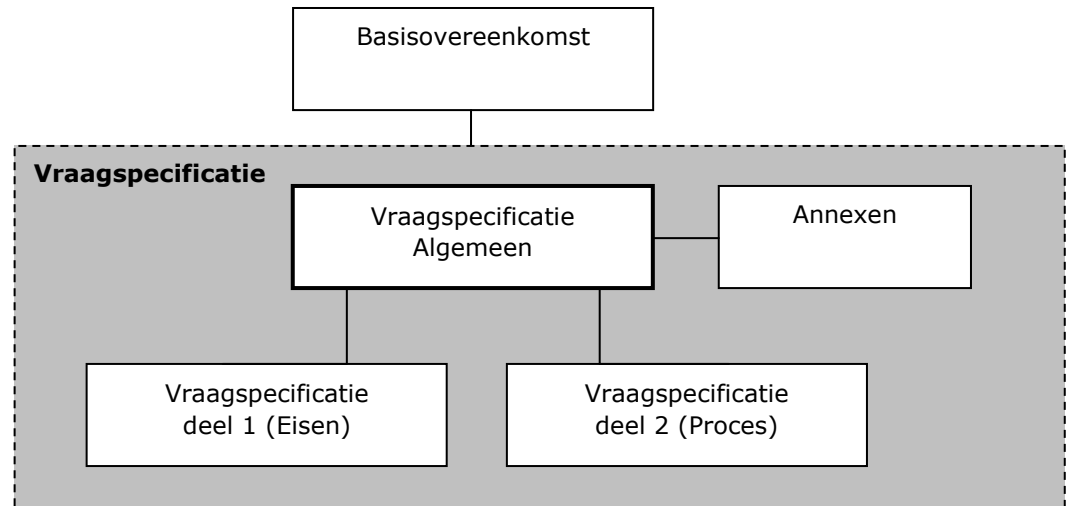 Basisovereenkomst
Vraagspecificatie
Vraagspecificatie
Algemeen
Annexen
Vraagspecificatie
deel 1 (Eisen)
Vraagspecificatie
deel 2 (Proces)